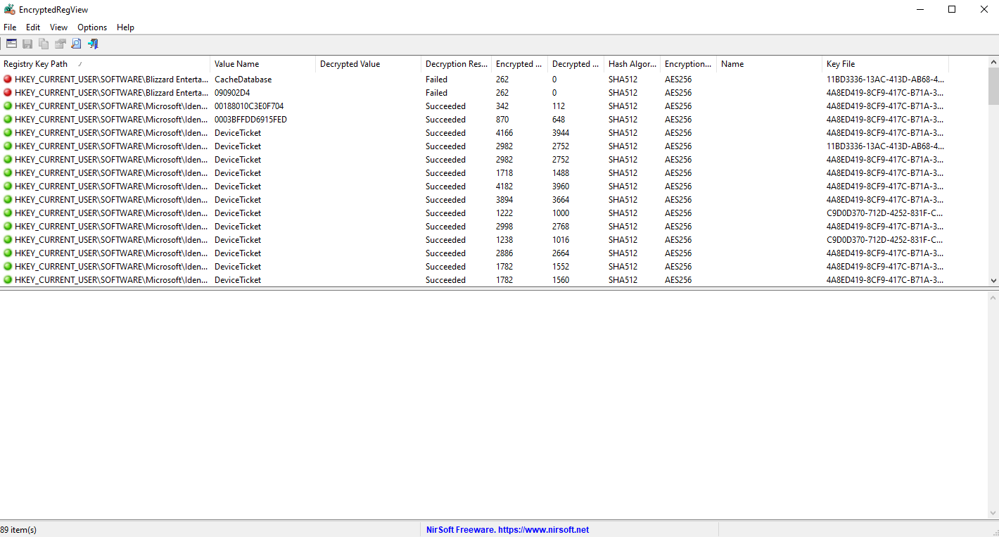 EncryptedRegView
File Edit View Options Help
Registry Key Path Value Name Decrypted Value Decryption Res... Encrypted ... Decrypted ... Hash Algor... Encryption... Name Key File
HKEY_CURRENT_USER\SOFTWARE\Blizzard Enterta... CacheDatabase Failed 262 0 SHA512 AES256 11BD3336-13AC-413D-AB68-4...
HKEY_CURRENT_USER\SOFTWARE\Blizzard Enterta... 090902D4 Failed 262 0 SHA512 AES256 4A8ED419-8CF9-417C-B71A-3...
HKEY_CURRENT_USER\SOFTWARE\Microsoft\Iden... 00188010C3E0F704 Succeeded 342 112 SHA512 AES256 4A8ED419-8CF9-417C-B71A-3...
HKEY_CURRENT_USER\SOFTWARE\Microsoft\Iden... 0003BFFDD6915FED Succeeded 870 648 SHA512 AES256 4A8ED419-8CF9-417C-B71A-3...
HKEY_CURRENT_USER\SOFTWARE\Microsoft\Iden... DeviceTicket Succeeded 4166 3944 SHA512 AES256 4A8ED419-8CF9-417C-B71A-3...
HKEY_CURRENT_USER\SOFTWARE\Microsoft\Iden... DeviceTicket Succeeded 2982 2752 SHA512 AES256 11BD3336-13AC-413D-AB68-4...
HKEY_CURRENT_USER\SOFTWARE\Microsoft\Iden... DeviceTicket Succeeded 2982 2752 SHA512 AES256 4A8ED419-8CF9-417C-B71A-3...
HKEY_CURRENT_USER\SOFTWARE\Microsoft\Iden... DeviceTicket Succeeded 1718 1488 SHA512 AES256 4A8ED419-8CF9-417C-B71A-3...
HKEY_CURRENT_USER\SOFTWARE\Microsoft\Iden... DeviceTicket Succeeded 4182 3960 SHA512 AES256 4A8ED419-8CF9-417C-B71A-3...
HKEY_CURRENT_USER\SOFTWARE\Microsoft\Iden... DeviceTicket Succeeded 3894 3664 SHA512 AES256 4A8ED419-8CF9-417C-B71A-3...
HKEY_CURRENT_USER\SOFTWARE\Microsoft\Iden... DeviceTicket Succeeded 1222 1000 SHA512 AES256 C9D0D370-712D-4252-831F-C...
HKEY_CURRENT_USER\SOFTWARE\Microsoft\Iden... DeviceTicket Succeeded 2998 2768 SHA512 AES256 4A8ED419-8CF9-417C-B71A-3...
HKEY_CURRENT_USER\SOFTWARE\Microsoft\Iden... DeviceTicket Succeeded 1238 1016 SHA512 AES256 C9D0D370-712D-4252-831F-C...
HKEY_CURRENT_USER\SOFTWARE\Microsoft\Iden... DeviceTicket Succeeded 2886 2664 SHA512 AES256 4A8ED419-8CF9-417C-B71A-3...
HKEY_CURRENT_USER\SOFTWARE\Microsoft\Iden... DeviceTicket Succeeded 1782 1552 SHA512 AES256 4A8ED419-8CF9-417C-B71A-3...
HKEY_CURRENT_USER\SOFTWARE\Microsoft\Iden... DeviceTicket Succeeded 1782 1560 SHA512 AES256 4A8ED419-8CF9-417C-B71A-3...
89 item(s) NirSoft Freeware. https://www.nirsoft.net